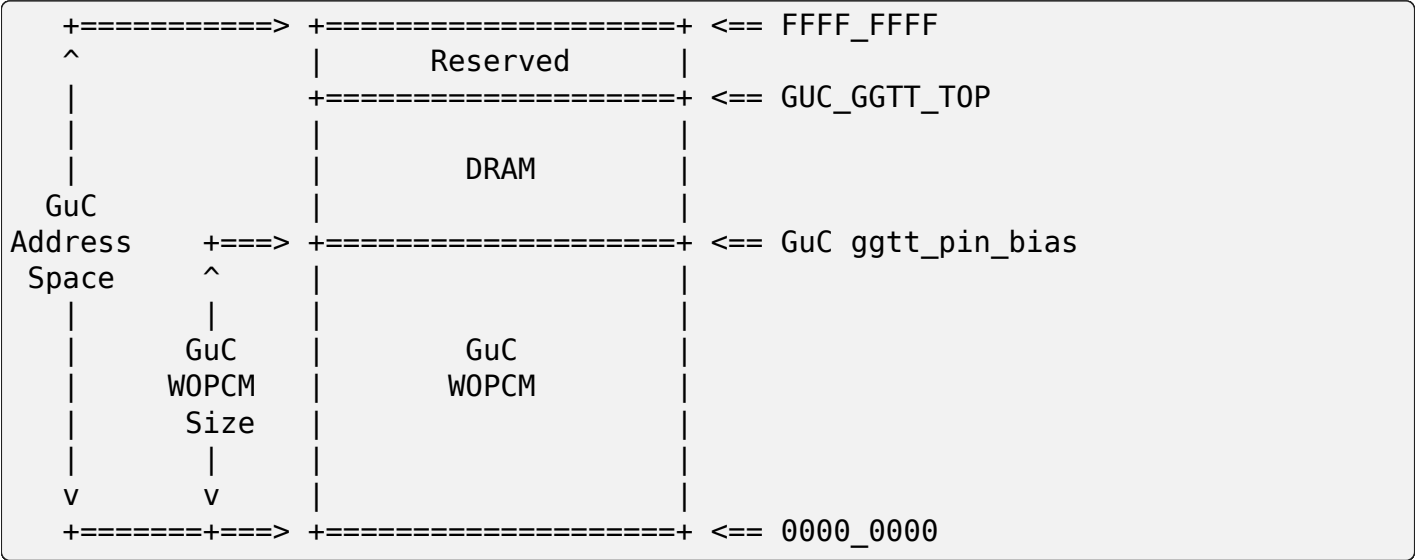 +===========> +====================+ <== FFFF_FFFF
   ^             |      Reserved      |
   |             +====================+ <== GUC_GGTT_TOP
   |             |                    |
   |             |        DRAM        |
  GuC            |                    |
Address    +===> +====================+ <== GuC ggtt_pin_bias
 Space     ^     |                    |
   |       |     |                    |
   |      GuC    |        GuC         |
   |     WOPCM   |       WOPCM        |
   |      Size   |                    |
   |       |     |                    |
   v       v     |                    |
   +=======+===> +====================+ <== 0000_0000